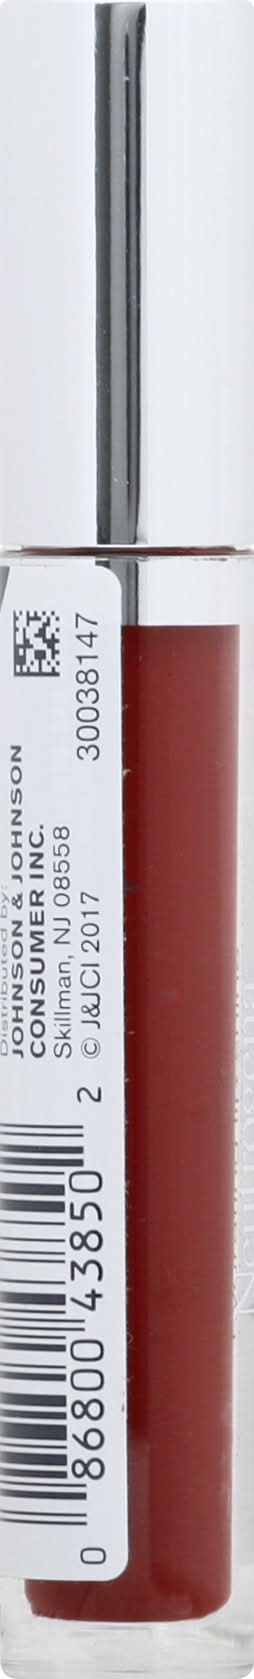 Distributed by:
JOHNSON & JOHNSON
CONSUMER INC.
Skillman, NJ 08558
© J&JCI 2017
30038147
0 86800 43850 2
Neutrogena